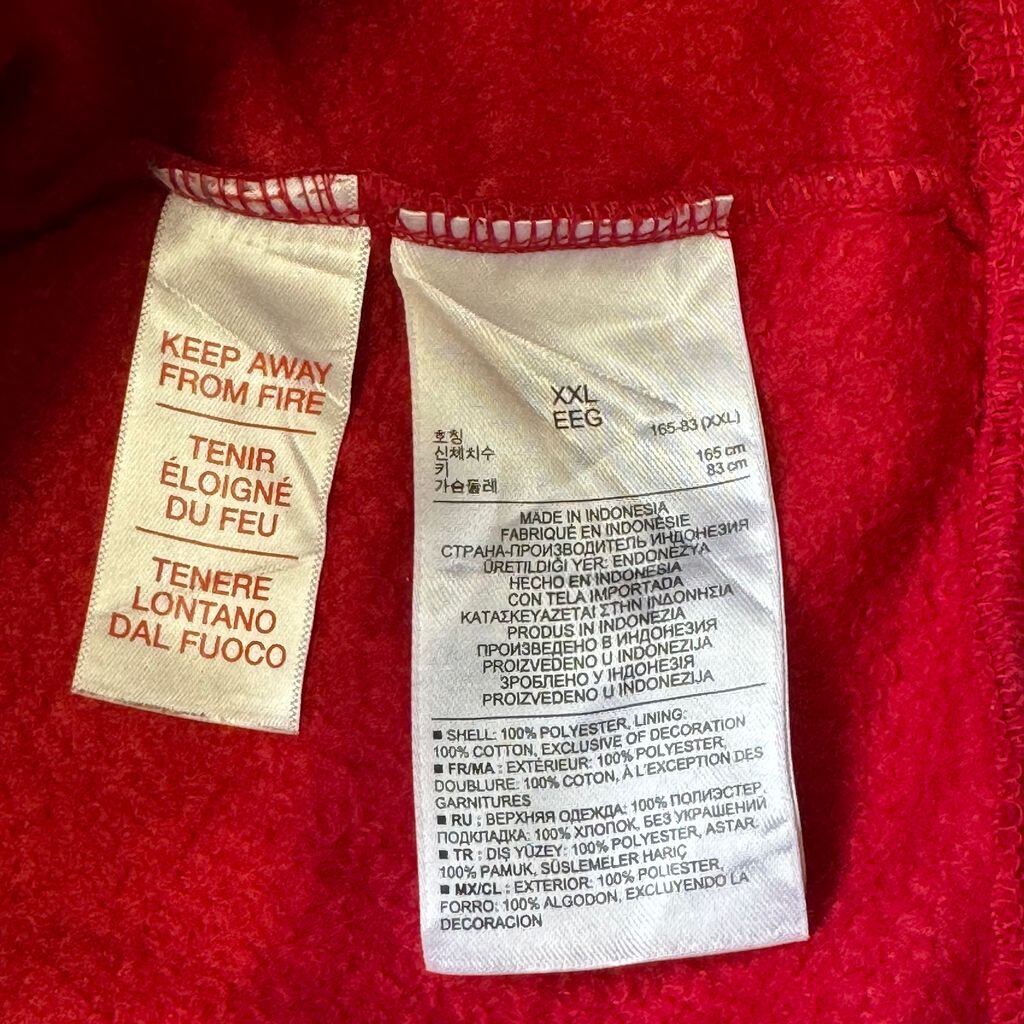 KEEP AWAY
FROM FIRE
TENIR
ÉLOIGNÉ
DU FEU
TENERE
LONTANO
DAL FUOCO
XXL
EEG
호칭 165-83 (XXL)
신체치수
키 165 cm
가슴둘레 83 cm
MADE IN INDONESIA
FABRIQUÉ EN INDONÉSIE
СТРАНА-ПРОИЗВОДИТЕЛЬ ИНДОНЕЗИЯ
ÜRETILDIĞI YER: ENDONEZYA
HECHO EN INDONESIA
CON TELA IMPORTADA
ΚΑΤΑΣΚΕΥΑΖΕΤΑΙ ΣΤΗΝ ΙΝΔΟΝΗΣΙΑ
PRODUS IN INDONEZIA
ПРОИЗВЕДЕНО В ИНДОНЕЗИЯ
PROIZVEDENO U INDONEZIJA
ЗРОБЛЕНО У ІНДОНЕЗІЯ
PROIZVEDENO U INDONEZIJA
■ SHELL: 100% POLYESTER, LINING:
100% COTTON, EXCLUSIVE OF DECORATION
■ FR/MA : EXTÉRIEUR: 100% POLYESTER,
DOUBLURE: 100% COTON, À L'EXCEPTION DES
GARNITURES
■ RU : ВЕРХНЯЯ ОДЕЖДА: 100% ПОЛИЭСТЕР,
ПОДКЛАДКА: 100% ХЛОПОК, БЕЗ УКРАШЕНИЙ
■ TR : DIŞ YÜZEY: 100% POLYESTER, ASTAR:
100% PAMUK, SÜSLEMELER HARIÇ
■ MX/CL : EXTERIOR: 100% POLIESTER,
FORRO: 100% ALGODON, EXCLUYENDO LA
DECORACION